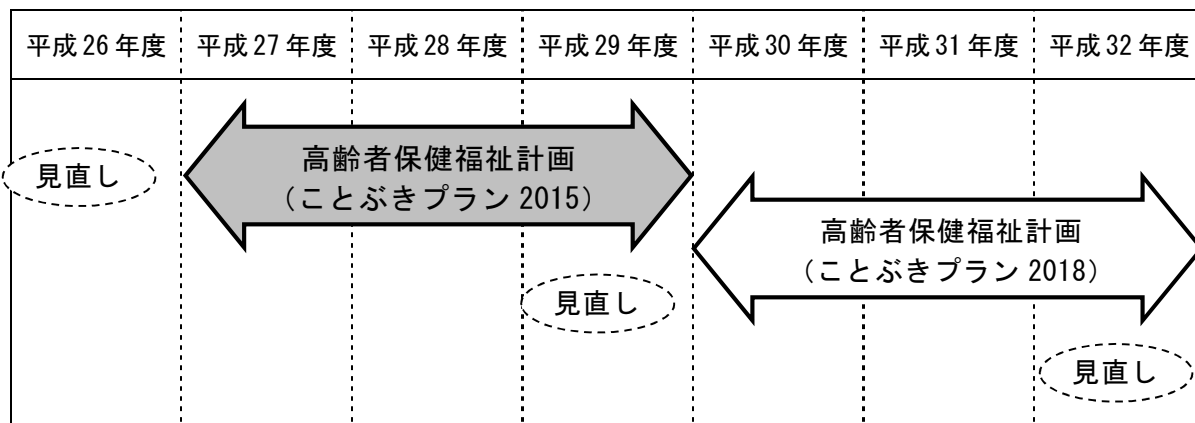 平成26年度 平成27年度 平成28年度 平成29年度 平成30年度 平成31年度 平成32年度
見直し
高齢者保健福祉計画
（ことぶきプラン2015）
高齢者保健福祉計画
（ことぶきプラン2018）
見直し
見直し